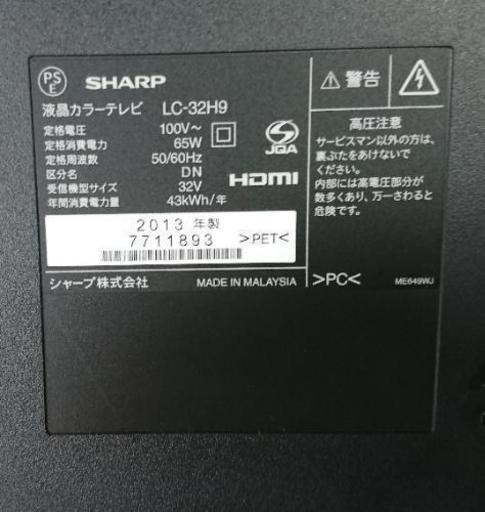 PS
E
SHARP
液晶カラーテレビ LC-32H9
定格電圧 100V~
定格消費電力 65W
定格周波数 50/60Hz
区分名 DN
受信機型サイズ 32V
年間消費電力量 43kWh/年
JQA
HDMI
2013 年製
7711893 >PET<
シャープ株式会社 MADE IN MALAYSIA
警告
高圧注意
サービスマン以外の方は、
裏ぶたをあけないで
ください。
内部には高電圧部分が
数多くあり、万一さわると
危険です。
>PC< ME649WJ